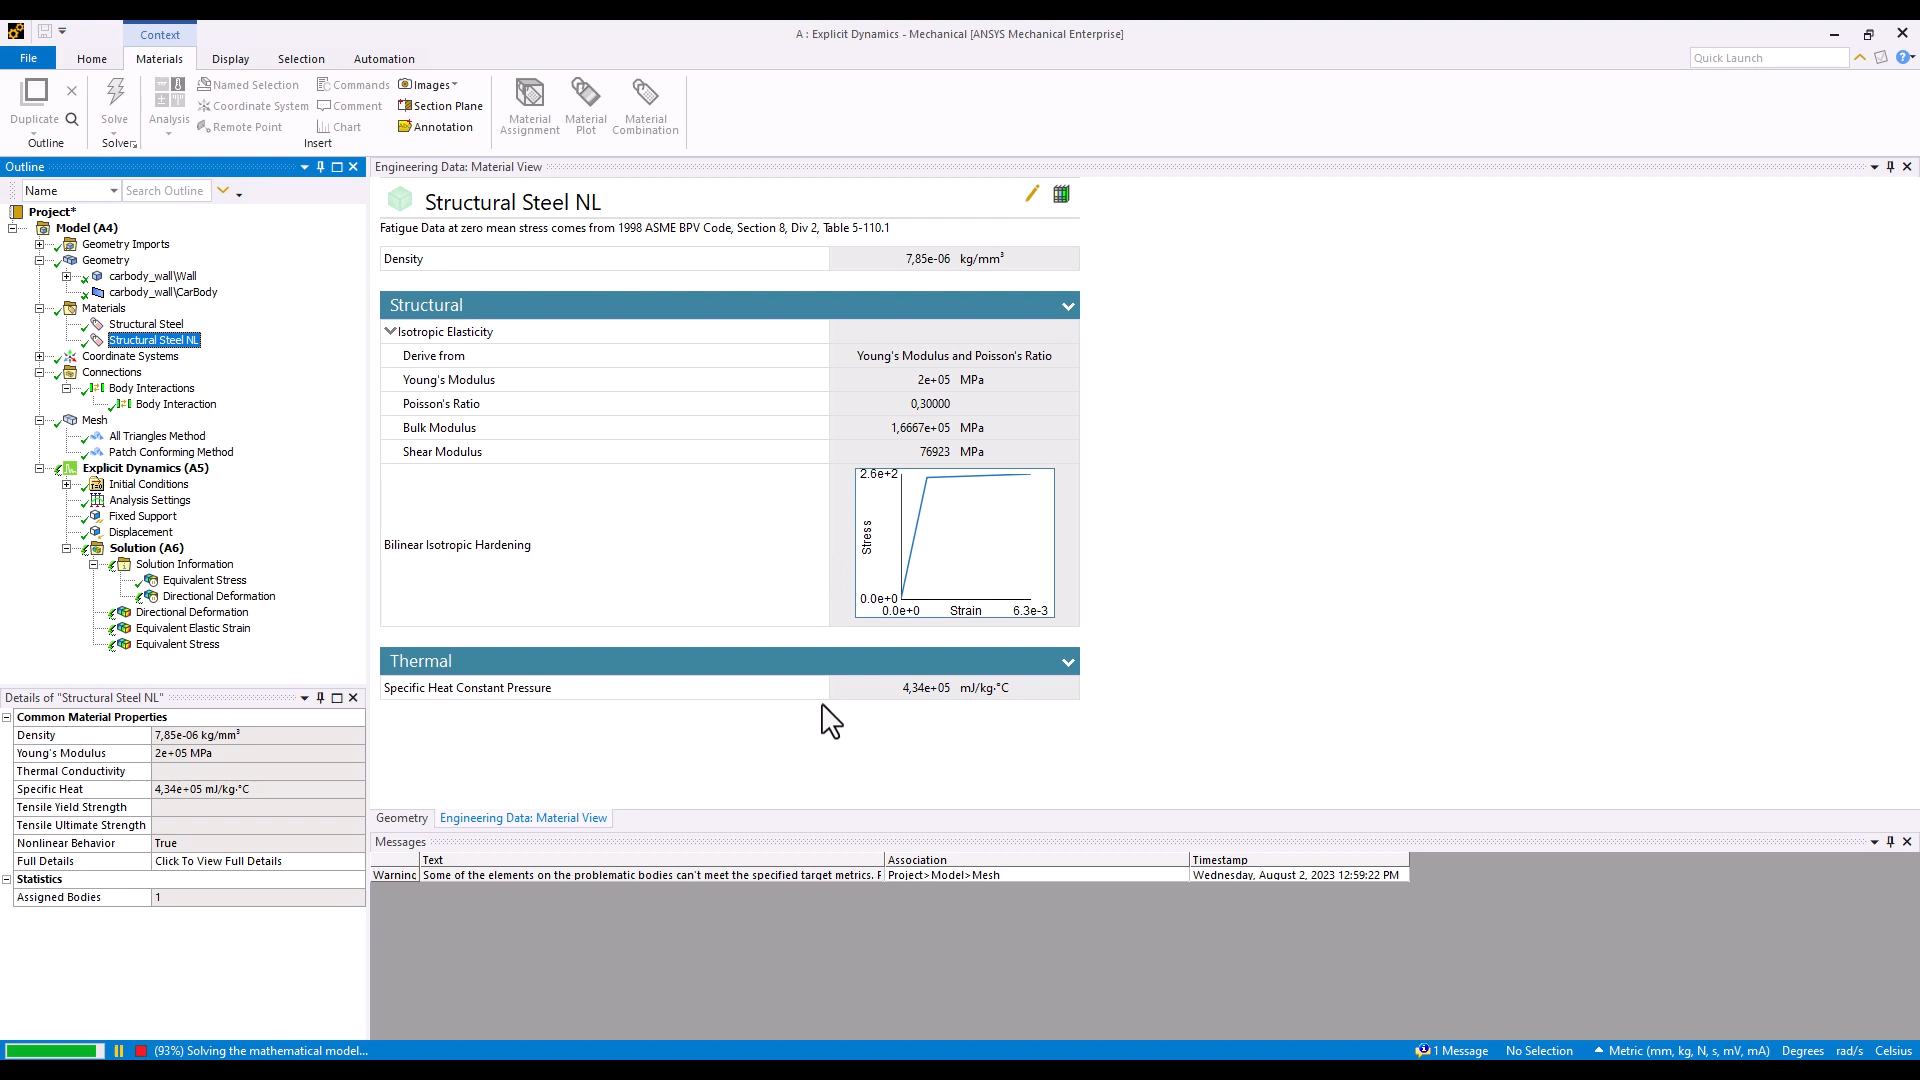 Context
A : Explicit Dynamics - Mechanical [ANSYS Mechanical Enterprise]
File Home Materials Display Selection Automation
Quick Launch
Duplicate
Outline
Solve
Solver
Analysis
Named Selection
Coordinate System
Remote Point
Commands
Comment
Chart
Images
Section Plane
Annotation
Insert
Material Assignment
Material Plot
Material Combination
Outline
Name Search Outline
Project*
Model (A4)
Geometry Imports
Geometry
carbody_wall\Wall
carbody_wall\CarBody
Materials
Structural Steel
Structural Steel NL
Coordinate Systems
Connections
Body Interactions
Body Interaction
Mesh
All Triangles Method
Patch Conforming Method
Explicit Dynamics (A5)
Initial Conditions
Analysis Settings
Fixed Support
Displacement
Solution (A6)
Solution Information
Equivalent Stress
Directional Deformation
Directional Deformation
Equivalent Elastic Strain
Equivalent Stress
Details of "Structural Steel NL"
Common Material Properties
Density 7,85e-06 kg/mm³
Young's Modulus 2e+05 MPa
Thermal Conductivity
Specific Heat 4,34e+05 mJ/kg·°C
Tensile Yield Strength
Tensile Ultimate Strength
Nonlinear Behavior True
Full Details Click To View Full Details
Statistics
Assigned Bodies 1
Engineering Data: Material View
Structural Steel NL
Fatigue Data at zero mean stress comes from 1998 ASME BPV Code, Section 8, Div 2, Table 5-110.1
Density 7,85e-06 kg/mm³
Structural
Isotropic Elasticity
Derive from Young's Modulus and Poisson's Ratio
Young's Modulus 2e+05 MPa
Poisson's Ratio 0,30000
Bulk Modulus 1,6667e+05 MPa
Shear Modulus 76923 MPa
Bilinear Isotropic Hardening
2.6e+2
Stress
0.0e+0
0.0e+0 Strain 6.3e-3
Thermal
Specific Heat Constant Pressure 4,34e+05 mJ/kg·°C
Geometry Engineering Data: Material View
Messages
Text Association Timestamp
Warning Some of the elements on the problematic bodies can't meet the specified target metrics. Project>Model>Mesh Wednesday, August 2, 2023 12:59:22 PM
(93%) Solving the mathematical model... 1 Message No Selection Metric (mm, kg, N, s, mV, mA) Degrees rad/s Celsius